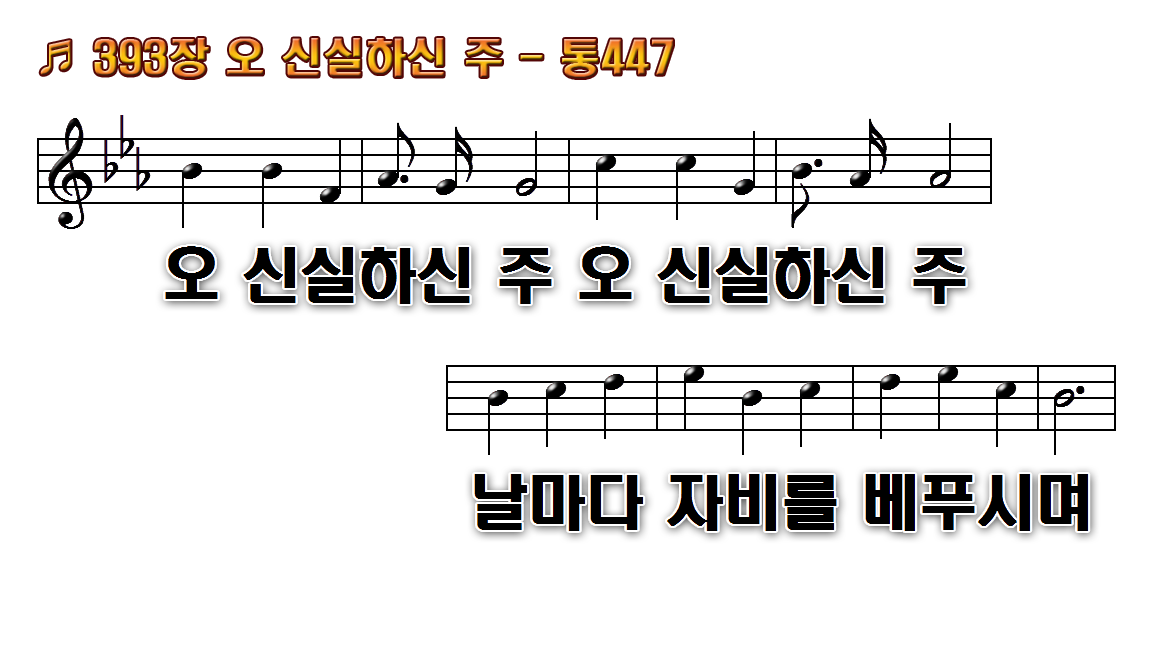 393장 오 신실하신 주 - 통447
오 신실하신 주 오 신실하신 주
날마다 자비를 베푸시며